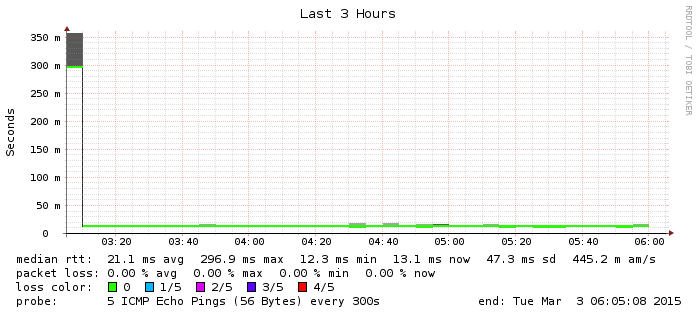 Last 3 Hours
RRDTOOL / TOBI OETIKER
Seconds
350 m
300 m
250 m
200 m
150 m
100 m
50 m
0
03:20 03:40 04:00 04:20 04:40 05:00 05:20 05:40 06:00
median rtt: 21.1 ms avg 296.9 ms max 12.3 ms min 13.1 ms now 47.3 ms sd 445.2 m am/s
packet loss: 0.00 % avg 0.00 % max 0.00 % min 0.00 % now
loss color: 0 1/5 2/5 3/5 4/5
probe: 5 ICMP Echo Pings (56 Bytes) every 300s end: Tue Mar 3 06:05:08 2015